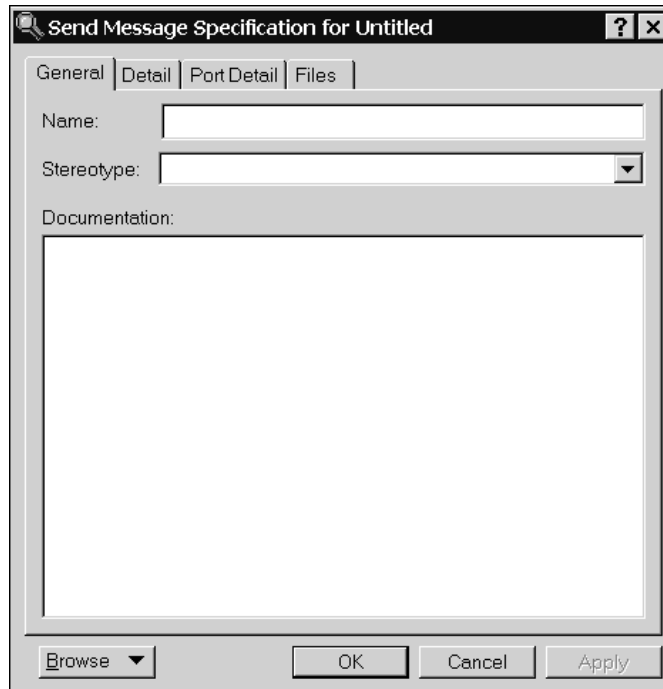 Send Message Specification for Untitled
General Detail Port Detail Files
Name:
Stereotype:
Documentation:
Browse OK Cancel Apply